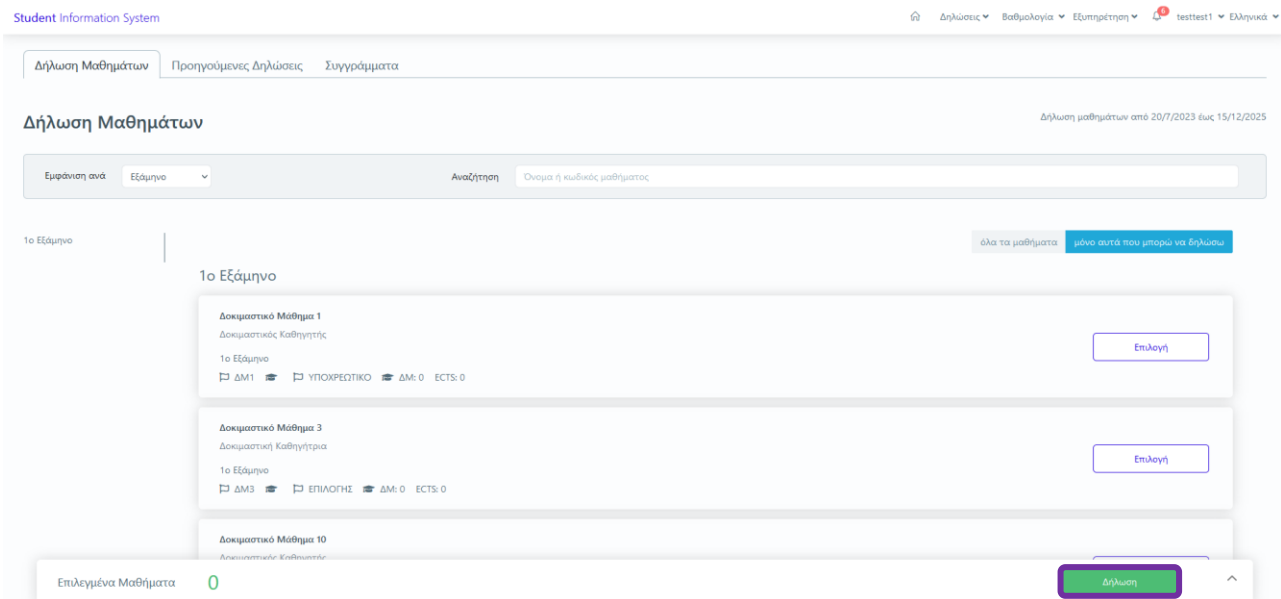 Student Information System
Δηλώσεις Βαθμολογία Εξυπηρέτηση 6 testtest1 Ελληνικά
Δήλωση Μαθημάτων Προηγούμενες Δηλώσεις Συγγράμματα
Δήλωση Μαθημάτων
Δήλωση μαθημάτων από 20/7/2023 έως 15/12/2025
Εμφάνιση ανά Εξάμηνο Αναζήτηση Όνομα ή κωδικός μαθήματος
1ο Εξάμηνο
όλα τα μαθήματα μόνο αυτά που μπορώ να δηλώσω
1ο Εξάμηνο
Δοκιμαστικό Μάθημα 1
Δοκιμαστικός Καθηγητής
Επιλογή
1ο Εξάμηνο
ΔΜ1 ΥΠΟΧΡΕΩΤΙΚΟ ΔΜ: 0 ECTS: 0
Δοκιμαστικό Μάθημα 3
Δοκιμαστική Καθηγήτρια
Επιλογή
1ο Εξάμηνο
ΔΜ3 ΕΠΙΛΟΓΗΣ ΔΜ: 0 ECTS: 0
Δοκιμαστικό Μάθημα 10
Δοκιμαστικός Καθηγητής
Επιλεγμένα Μαθήματα 0 Δήλωση